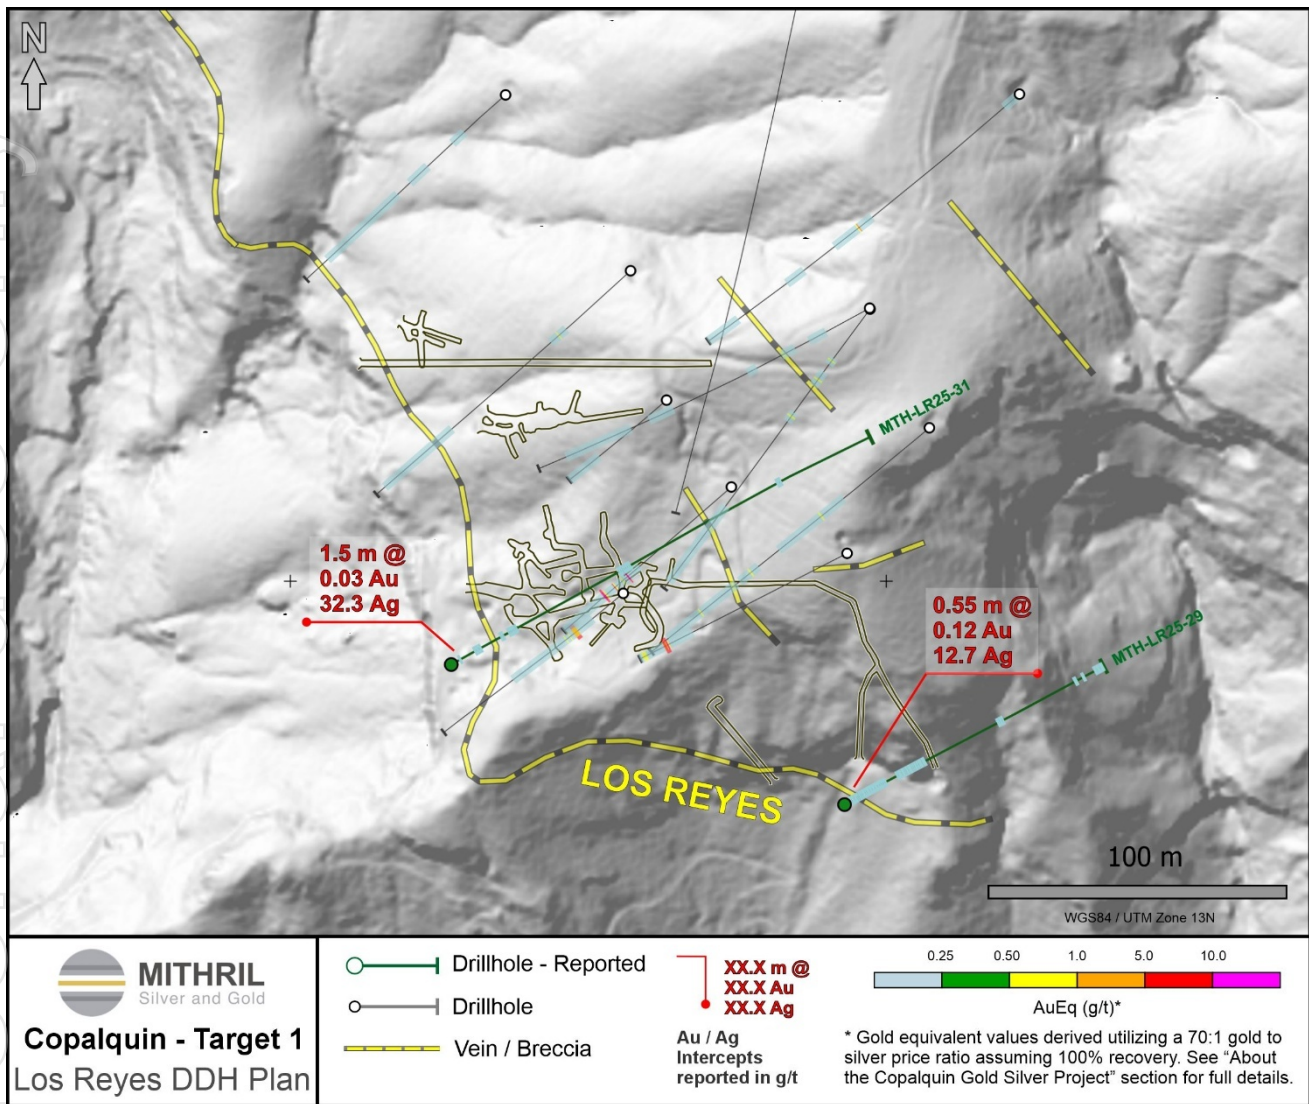 N
MTH-LR25-31
1.5 m @
0.03 Au
32.3 Ag
0.55 m @
0.12 Au
12.7 Ag
MTH-LR25-29
LOS REYES
100 m
WGS84 / UTM Zone 13N
MITHRIL
Silver and Gold
Copalquin - Target 1
Los Reyes DDH Plan
Drillhole - Reported
Drillhole
Vein / Breccia
XX.X m @
XX.X Au
XX.X Ag
Au / Ag
Intercepts
reported in g/t
0.25 0.50 1.0 5.0 10.0
AuEq (g/t)*
* Gold equivalent values derived utilizing a 70:1 gold to
silver price ratio assuming 100% recovery. See “About
the Copalquin Gold Silver Project” section for full details.